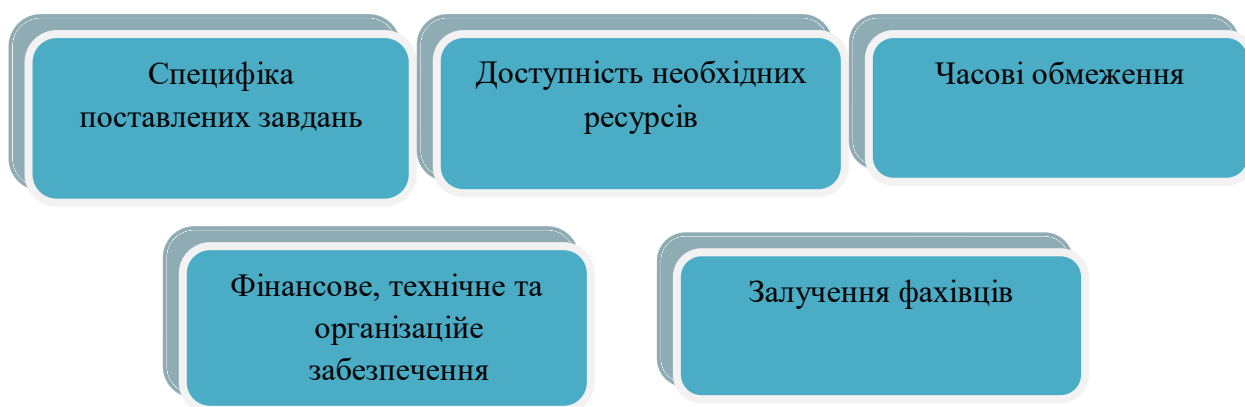 Специфіка
поставлених завдань
Доступність необхідних
ресурсів
Часові обмеження
Фінансове, технічне та
організаційе
забезпечення
Залучення фахівців